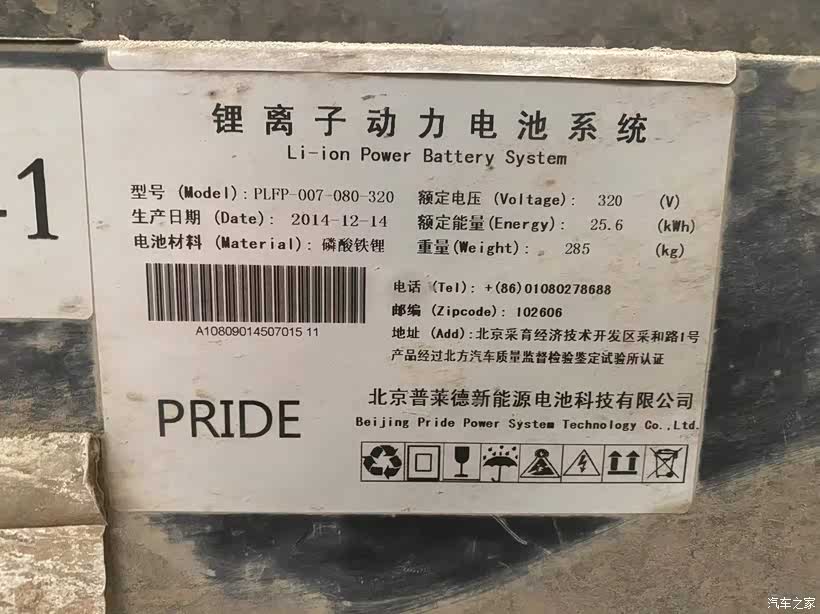 锂离子动力电池系统
Li-ion Power Battery System
型号 (Model): PLFP-007-080-320 额定电压 (Voltage): 320 (V)
生产日期 (Date): 2014-12-14 额定能量(Energy): 25.6 (kWh)
电池材料 (Material): 磷酸铁锂 重量(Weight): 285 (kg)
-1
电话 (Tel): +(86)01080278688
邮编 (Zipcode): 102606
A10809014507015 11
地址 (Add):北京采育经济技术开发区采和路1号
产品经过北方汽车质量监督检验鉴定试验所认证
PRIDE
北京普莱德新能源电池科技有限公司
Beijing Pride Power System Technology Co.,Ltd.
汽车之家